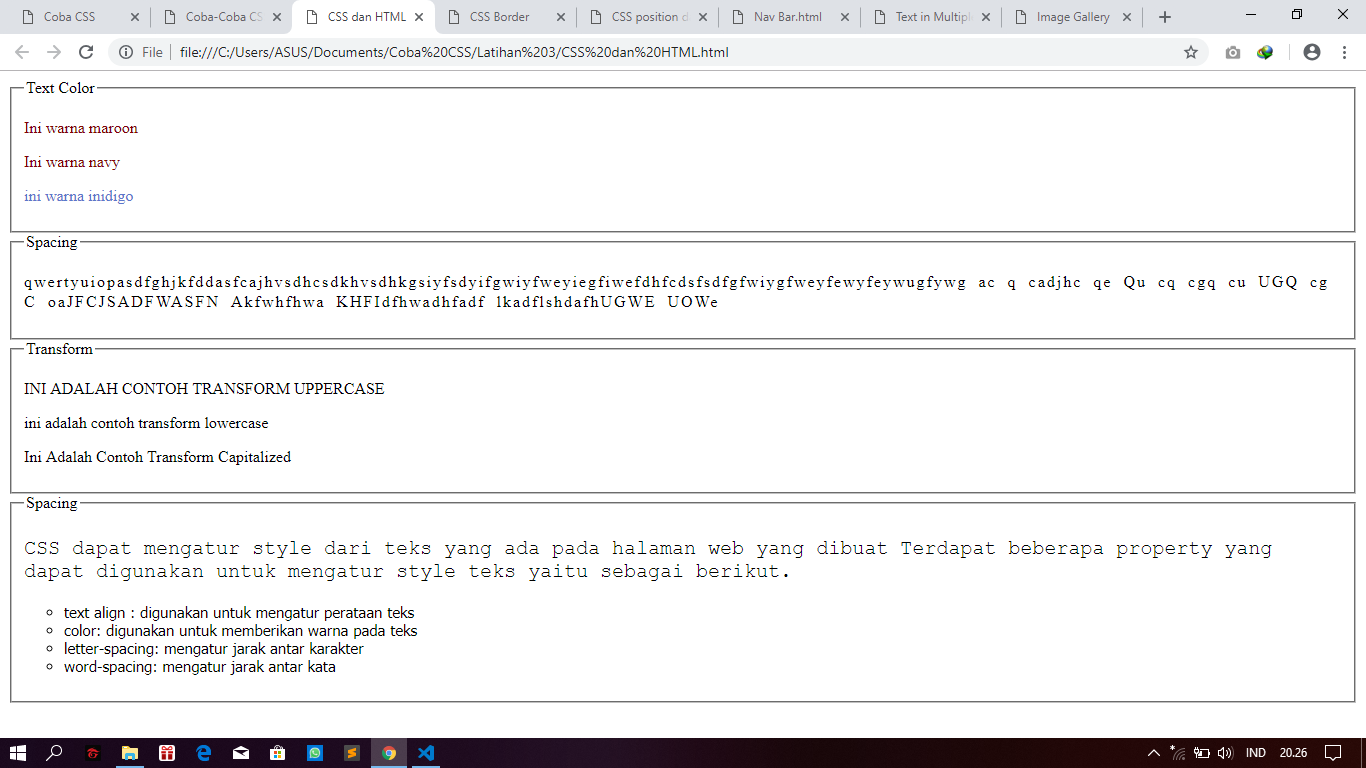 Coba CSS
Coba-Coba CS
CSS dan HTML
CSS Border
CSS position d
Nav Bar.html
Text in Multipl
Image Gallery
File
file:///C:/Users/ASUS/Documents/Coba%20CSS/Latihan%203/CSS%20dan%20HTML.html
Text Color
Ini warna maroon
Ini warna navy
ini warna inidigo
Spacing
qwertyuiopasdfghjkfddasfcajhvsdhcsdkhvsdhkgsiyfsdyifgwiyfweyiegfiwefdhfcdsfsdfgfwiygfweyfewyfeywugfywg ac q cadjhc qe Qu cq cgq cu UGQ cg
C oaJFCJSADFWASFN Akfwhfhwa KHFIdfhwadhfadf lkadflshdafhUGWE UOWe
Transform
INI ADALAH CONTOH TRANSFORM UPPERCASE
ini adalah contoh transform lowercase
Ini Adalah Contoh Transform Capitalized
Spacing
CSS dapat mengatur style dari teks yang ada pada halaman web yang dibuat Terdapat beberapa property yang
dapat digunakan untuk mengatur style teks yaitu sebagai berikut.
text align : digunakan untuk mengatur perataan teks
color: digunakan untuk memberikan warna pada teks
letter-spacing: mengatur jarak antar karakter
word-spacing: mengatur jarak antar kata
IND
20.26